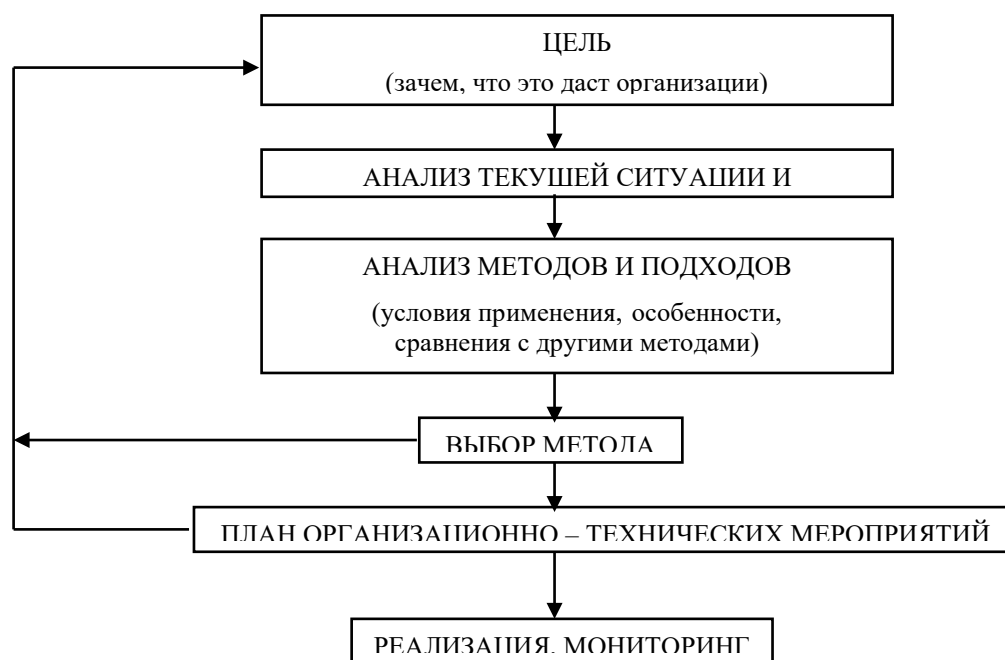 ЦЕЛЬ
(зачем, что это даст организации)
АНАЛИЗ ТЕКУЩЕЙ СИТУАЦИИ И
АНАЛИЗ МЕТОДОВ И ПОДХОДОВ
(условия применения, особенности,
сравнения с другими методами)
ВЫБОР МЕТОДА
ПЛАН ОРГАНИЗАЦИОННО – ТЕХНИЧЕСКИХ МЕРОПРИЯТИЙ
РЕАЛИЗАЦИЯ, МОНИТОРИНГ